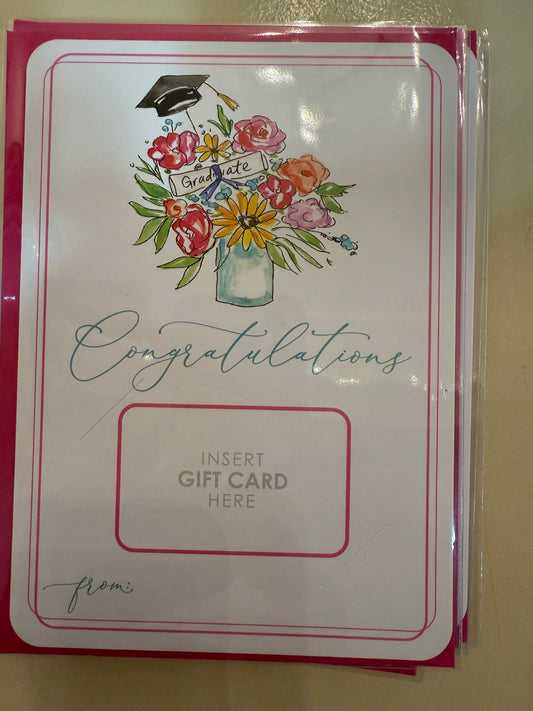 Graduate
Congratulations
INSERT
GIFT CARD
HERE
from: